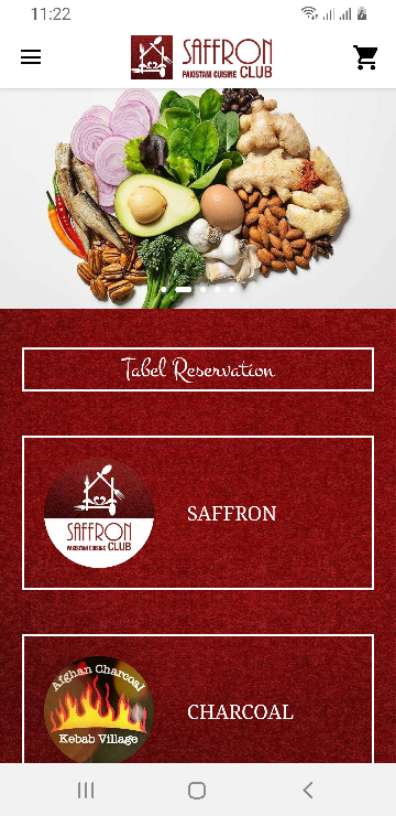 11:22
SAFFRON
PAKISTANI CUISINE CLUB
Tabel Reservation
SAFFRON
PAKISTANI CUISINE CLUB
SAFFRON
Afghan Charcoal
Kebab Village
CHARCOAL